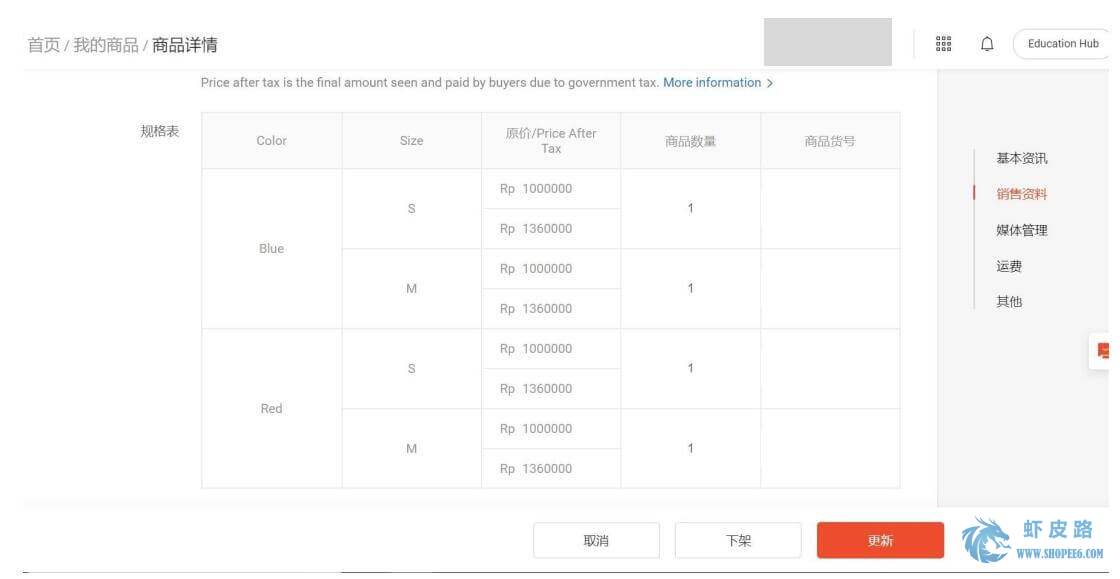 首页 / 我的商品 / 商品详情
Education Hub
Price after tax is the final amount seen and paid by buyers due to government tax. More information >
规格表
Color
Size
原价/Price After
Tax
商品数量
商品货号
Blue
S
Rp 1000000
Rp 1360000
1
M
Rp 1000000
Rp 1360000
1
Red
S
Rp 1000000
Rp 1360000
1
M
Rp 1000000
Rp 1360000
1
基本资讯
销售资料
媒体管理
运费
其他
取消
下架
更新
虾皮路
WWW.SHOPEE6.COM